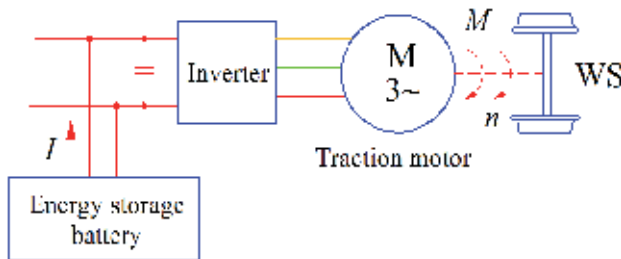 M
Inverter
M
3~
WS
=
I
n
Traction motor
Energy storage
battery